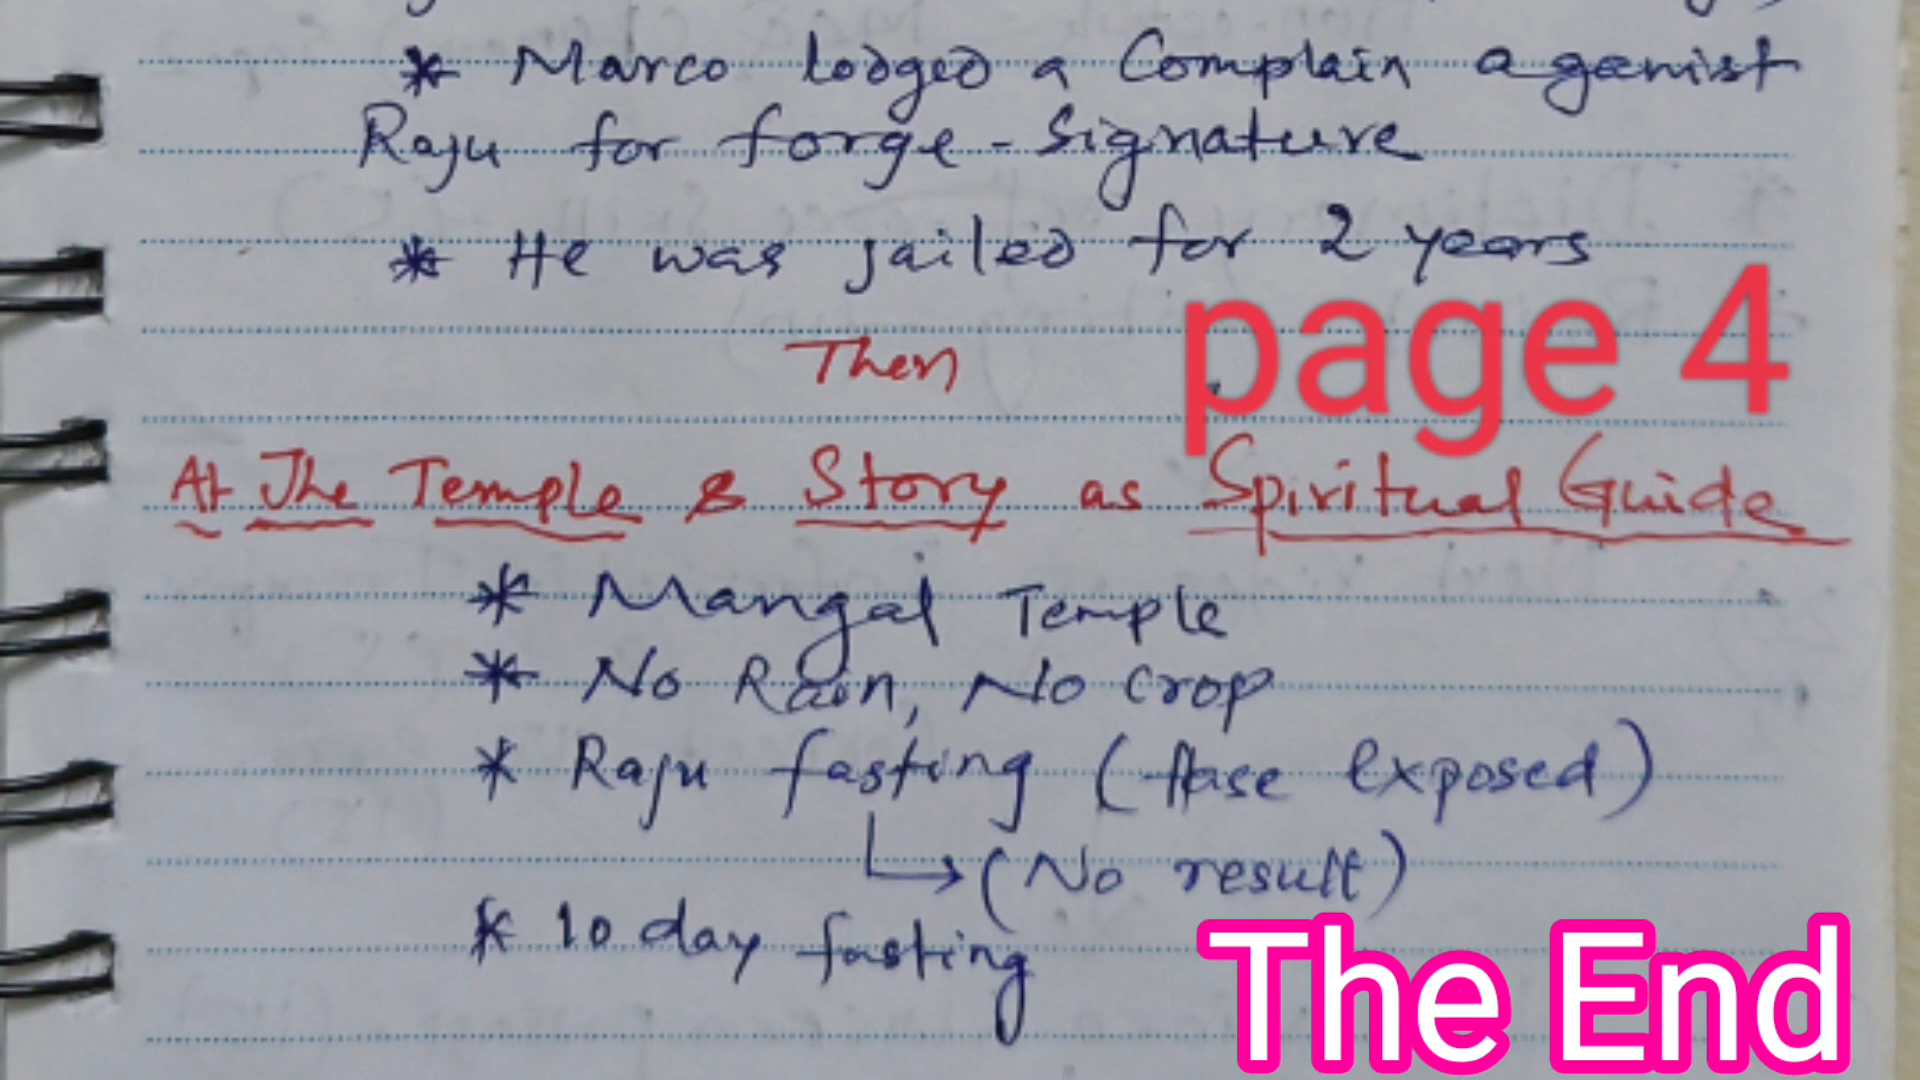 * Marco lodged a Complain agenist
Raju for forge - Signature
* He was jailed for 2 years
page 4
Then
At The Temple & Story as Spiritual Guide
* Mangal Temple
* No Rain, No crop
* Raju fasting (flase exposed)
(No result)
* 10 day fasting
The End